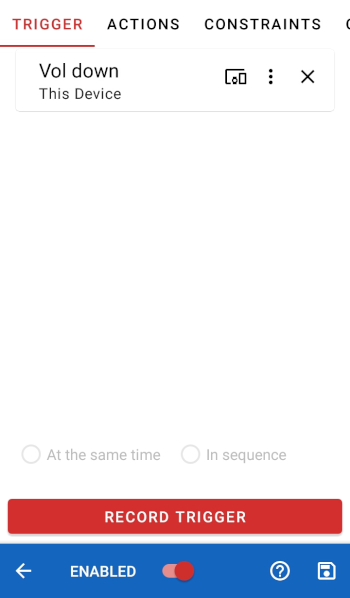 TRIGGER ACTIONS CONSTRAINTS
Vol down
This Device
At the same time In sequence
RECORD TRIGGER
ENABLED